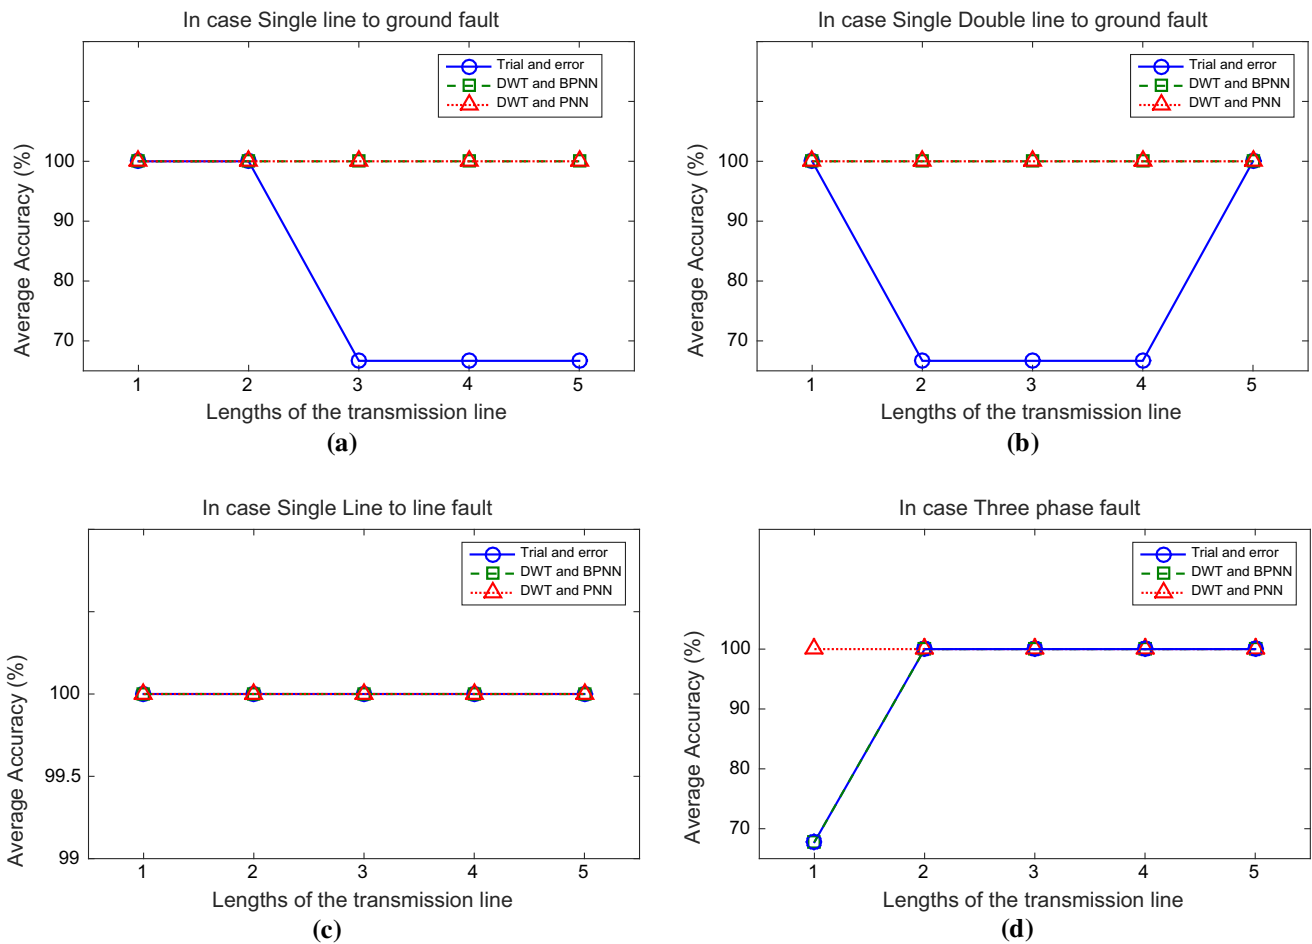 In case Single line to ground fault
Trial and error
DWT and BPNN
DWT and PNN
Average Accuracy (%)
100
90
80
70
1 2 3 4 5
Lengths of the transmission line
(a)
In case Single Double line to ground fault
Trial and error
DWT and BPNN
DWT and PNN
Average Accuracy (%)
100
90
80
70
1 2 3 4 5
Lengths of the transmission line
(b)
In case Single Line to line fault
Trial and error
DWT and BPNN
DWT and PNN
Average Accuracy (%)
100
99.5
99
1 2 3 4 5
Lengths of the transmission line
(c)
In case Three phase fault
Trial and error
DWT and BPNN
DWT and PNN
Average Accuracy (%)
100
90
80
70
1 2 3 4 5
Lengths of the transmission line
(d)